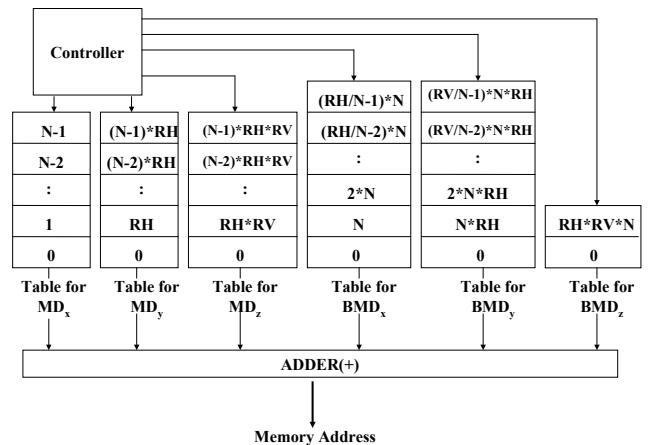 Controller
N-1
N-2
:
1
0
Table for
MDx
(N-1)*RH
(N-2)*RH
:
RH
0
Table for
MDy
(N-1)*RH*RV
(N-2)*RH*RV
:
RH*RV
0
Table for
MDz
(RH/N-1)*N
(RH/N-2)*N
:
2*N
N
0
Table for
BMDx
(RV/N-1)*N*RH
(RV/N-2)*N*RH
:
2*N*RH
N*RH
0
Table for
BMDy
RH*RV*N
0
Table for
BMDz
ADDER(+)
Memory Address